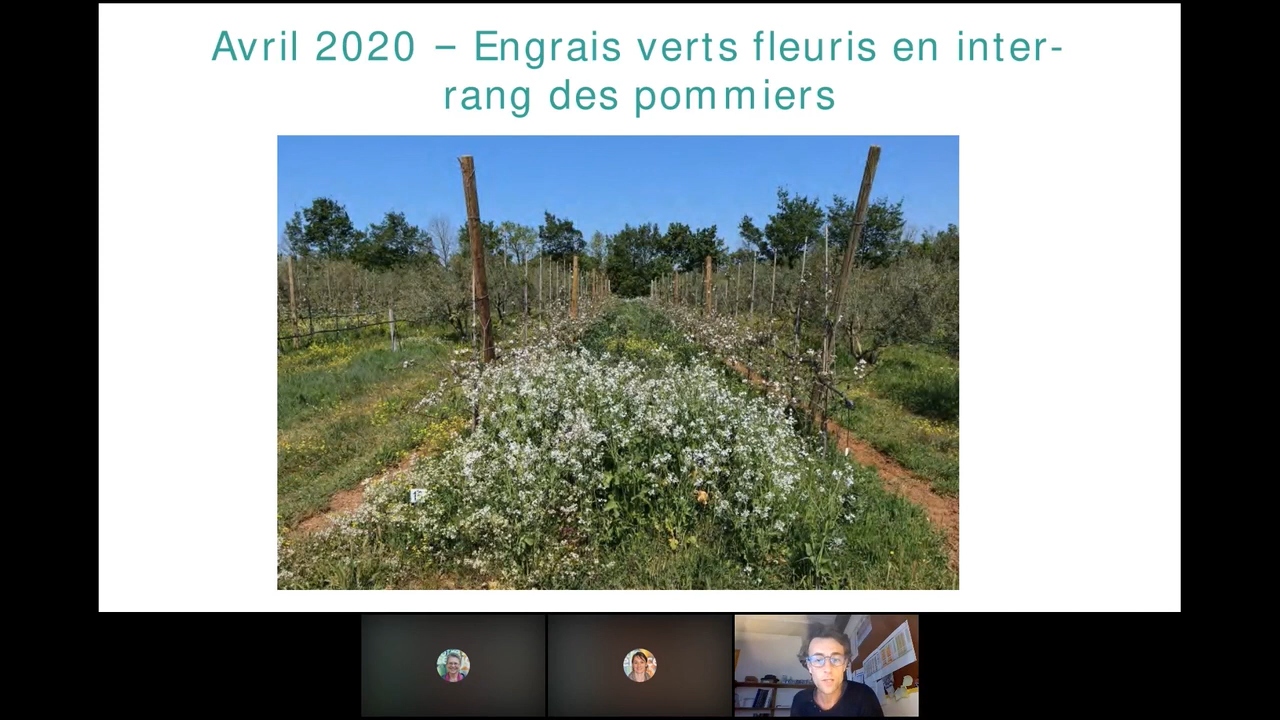 Avril 2020 – Engrais verts fleuris en inter-
rang des pommiers